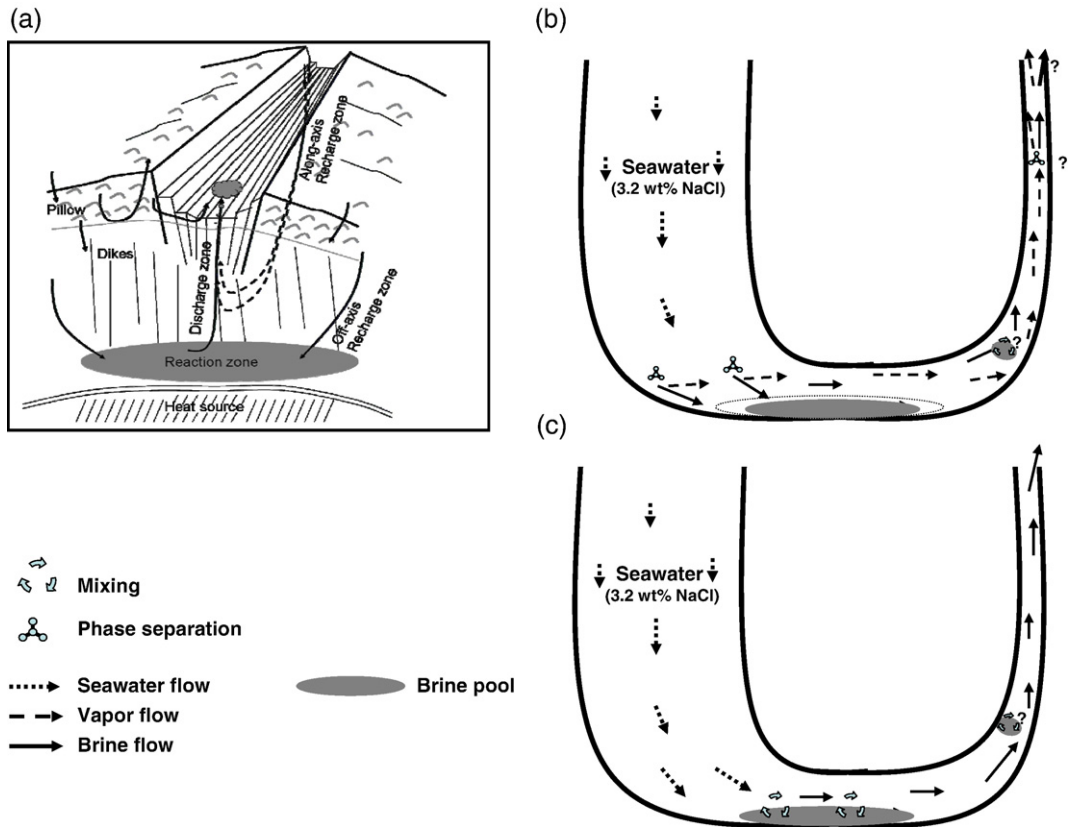 (a)
Pillow
Dikes
Discharge zone
Along-axis
Recharge zone
Off-axis
Recharge zone
Reaction zone
Heat source
(b)
Seawater
(3.2 wt% NaCl)
?
?
?
(c)
Seawater
(3.2 wt% NaCl)
?
Mixing
Phase separation
Seawater flow
Vapor flow
Brine flow
Brine pool